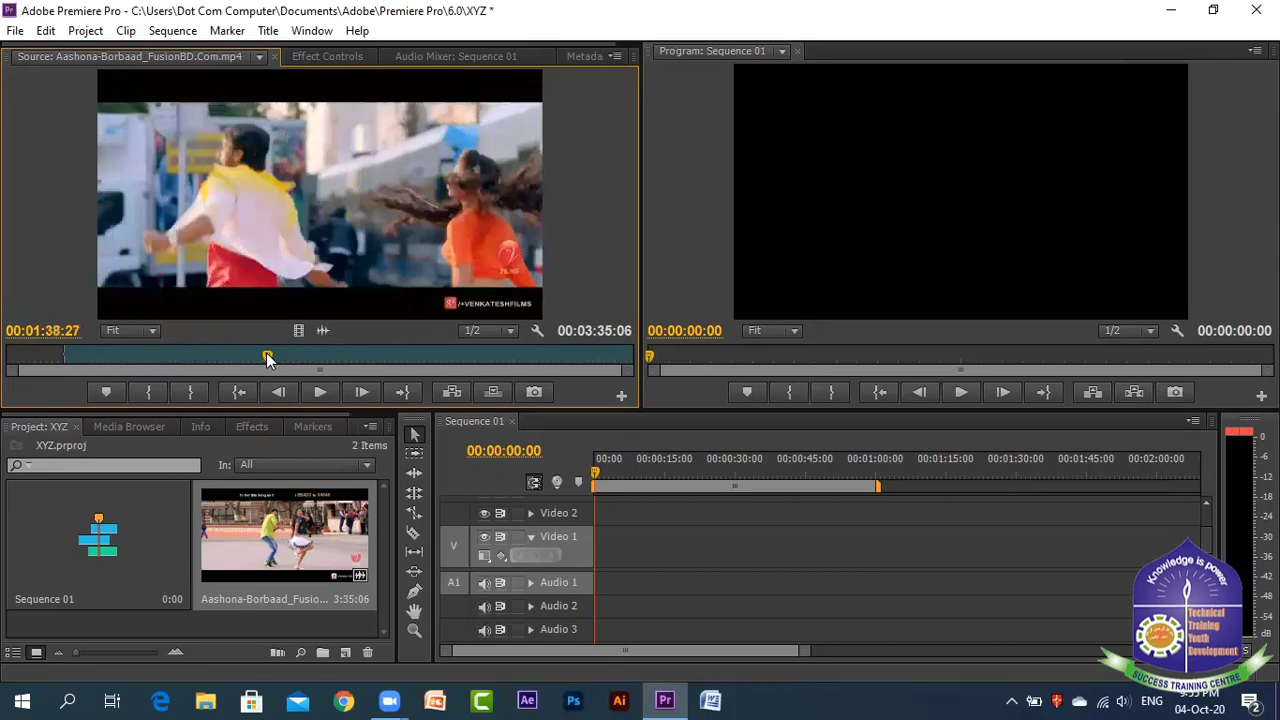 Adobe Premiere Pro - C:\Users\Dot Com Computer\Documents\Adobe\Premiere Pro\6.0\XYZ *
File Edit Project Clip Sequence Marker Title Window Help
Source: Aashona-Borbaad_FusionBD.Com.mp4
Effect Controls
Audio Mixer: Sequence 01
Metada
Program: Sequence 01
FILMS
/+VENKATESHFILMS
00:01:38:27
Fit
1/2
00:03:35:06
00:00:00:00
Fit
1/2
00:00:00:00
Project: XYZ
Media Browser
Info
Effects
Markers
XYZ.prproj
2 Items
In: All
Sequence 01
0:00
Aashona-Borbaad_Fusio...
3:35:06
Sequence 01
00:00:00:00
00:00
00:00:15:00
00:00:30:00
00:00:45:00
00:01:00:00
00:01:15:00
00:01:30:00
00:01:45:00
00:02:00:00
Video 2
V
Video 1
A1
Audio 1
Audio 2
Audio 3
0
-6
-12
-18
dB
S
Knowledge is power
Technical
Training
Youth
Development
SUCCESS TRAINING CENTRE
04-Oct-20
2